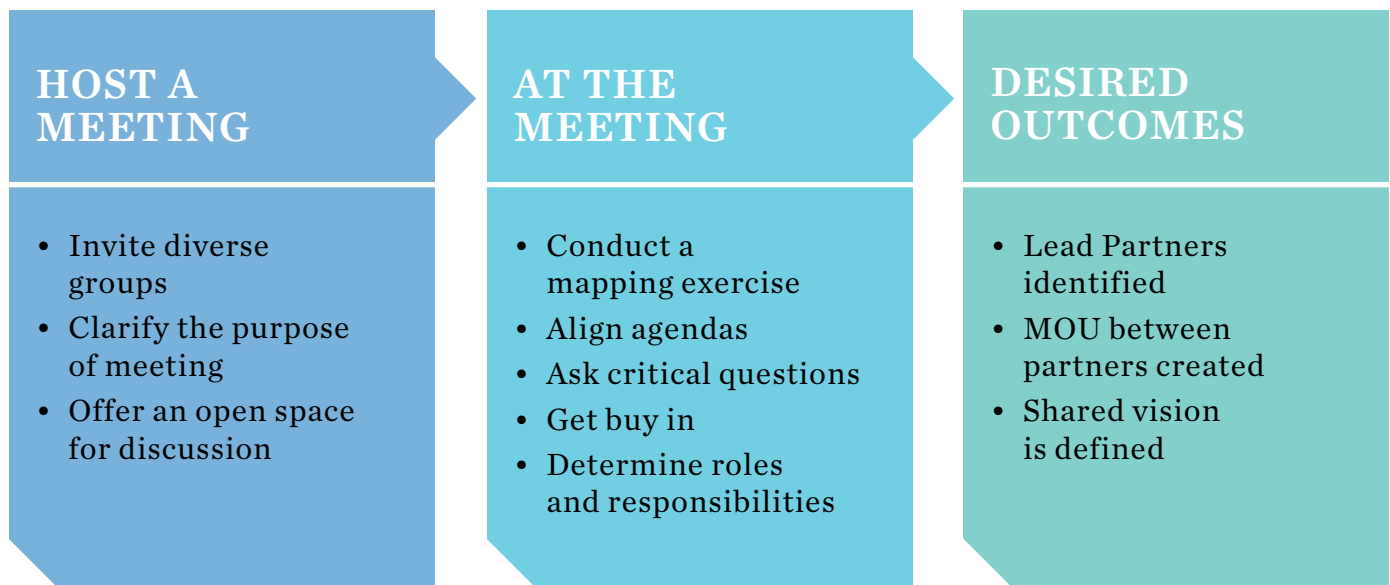 HOST A
MEETING
• Invite diverse
groups
• Clarify the purpose
of meeting
• Offer an open space
for discussion
AT THE
MEETING
• Conduct a
mapping exercise
• Align agendas
• Ask critical questions
• Get buy in
• Determine roles
and responsibilities
DESIRED
OUTCOMES
• Lead Partners
identified
• MOU between
partners created
• Shared vision
is defined